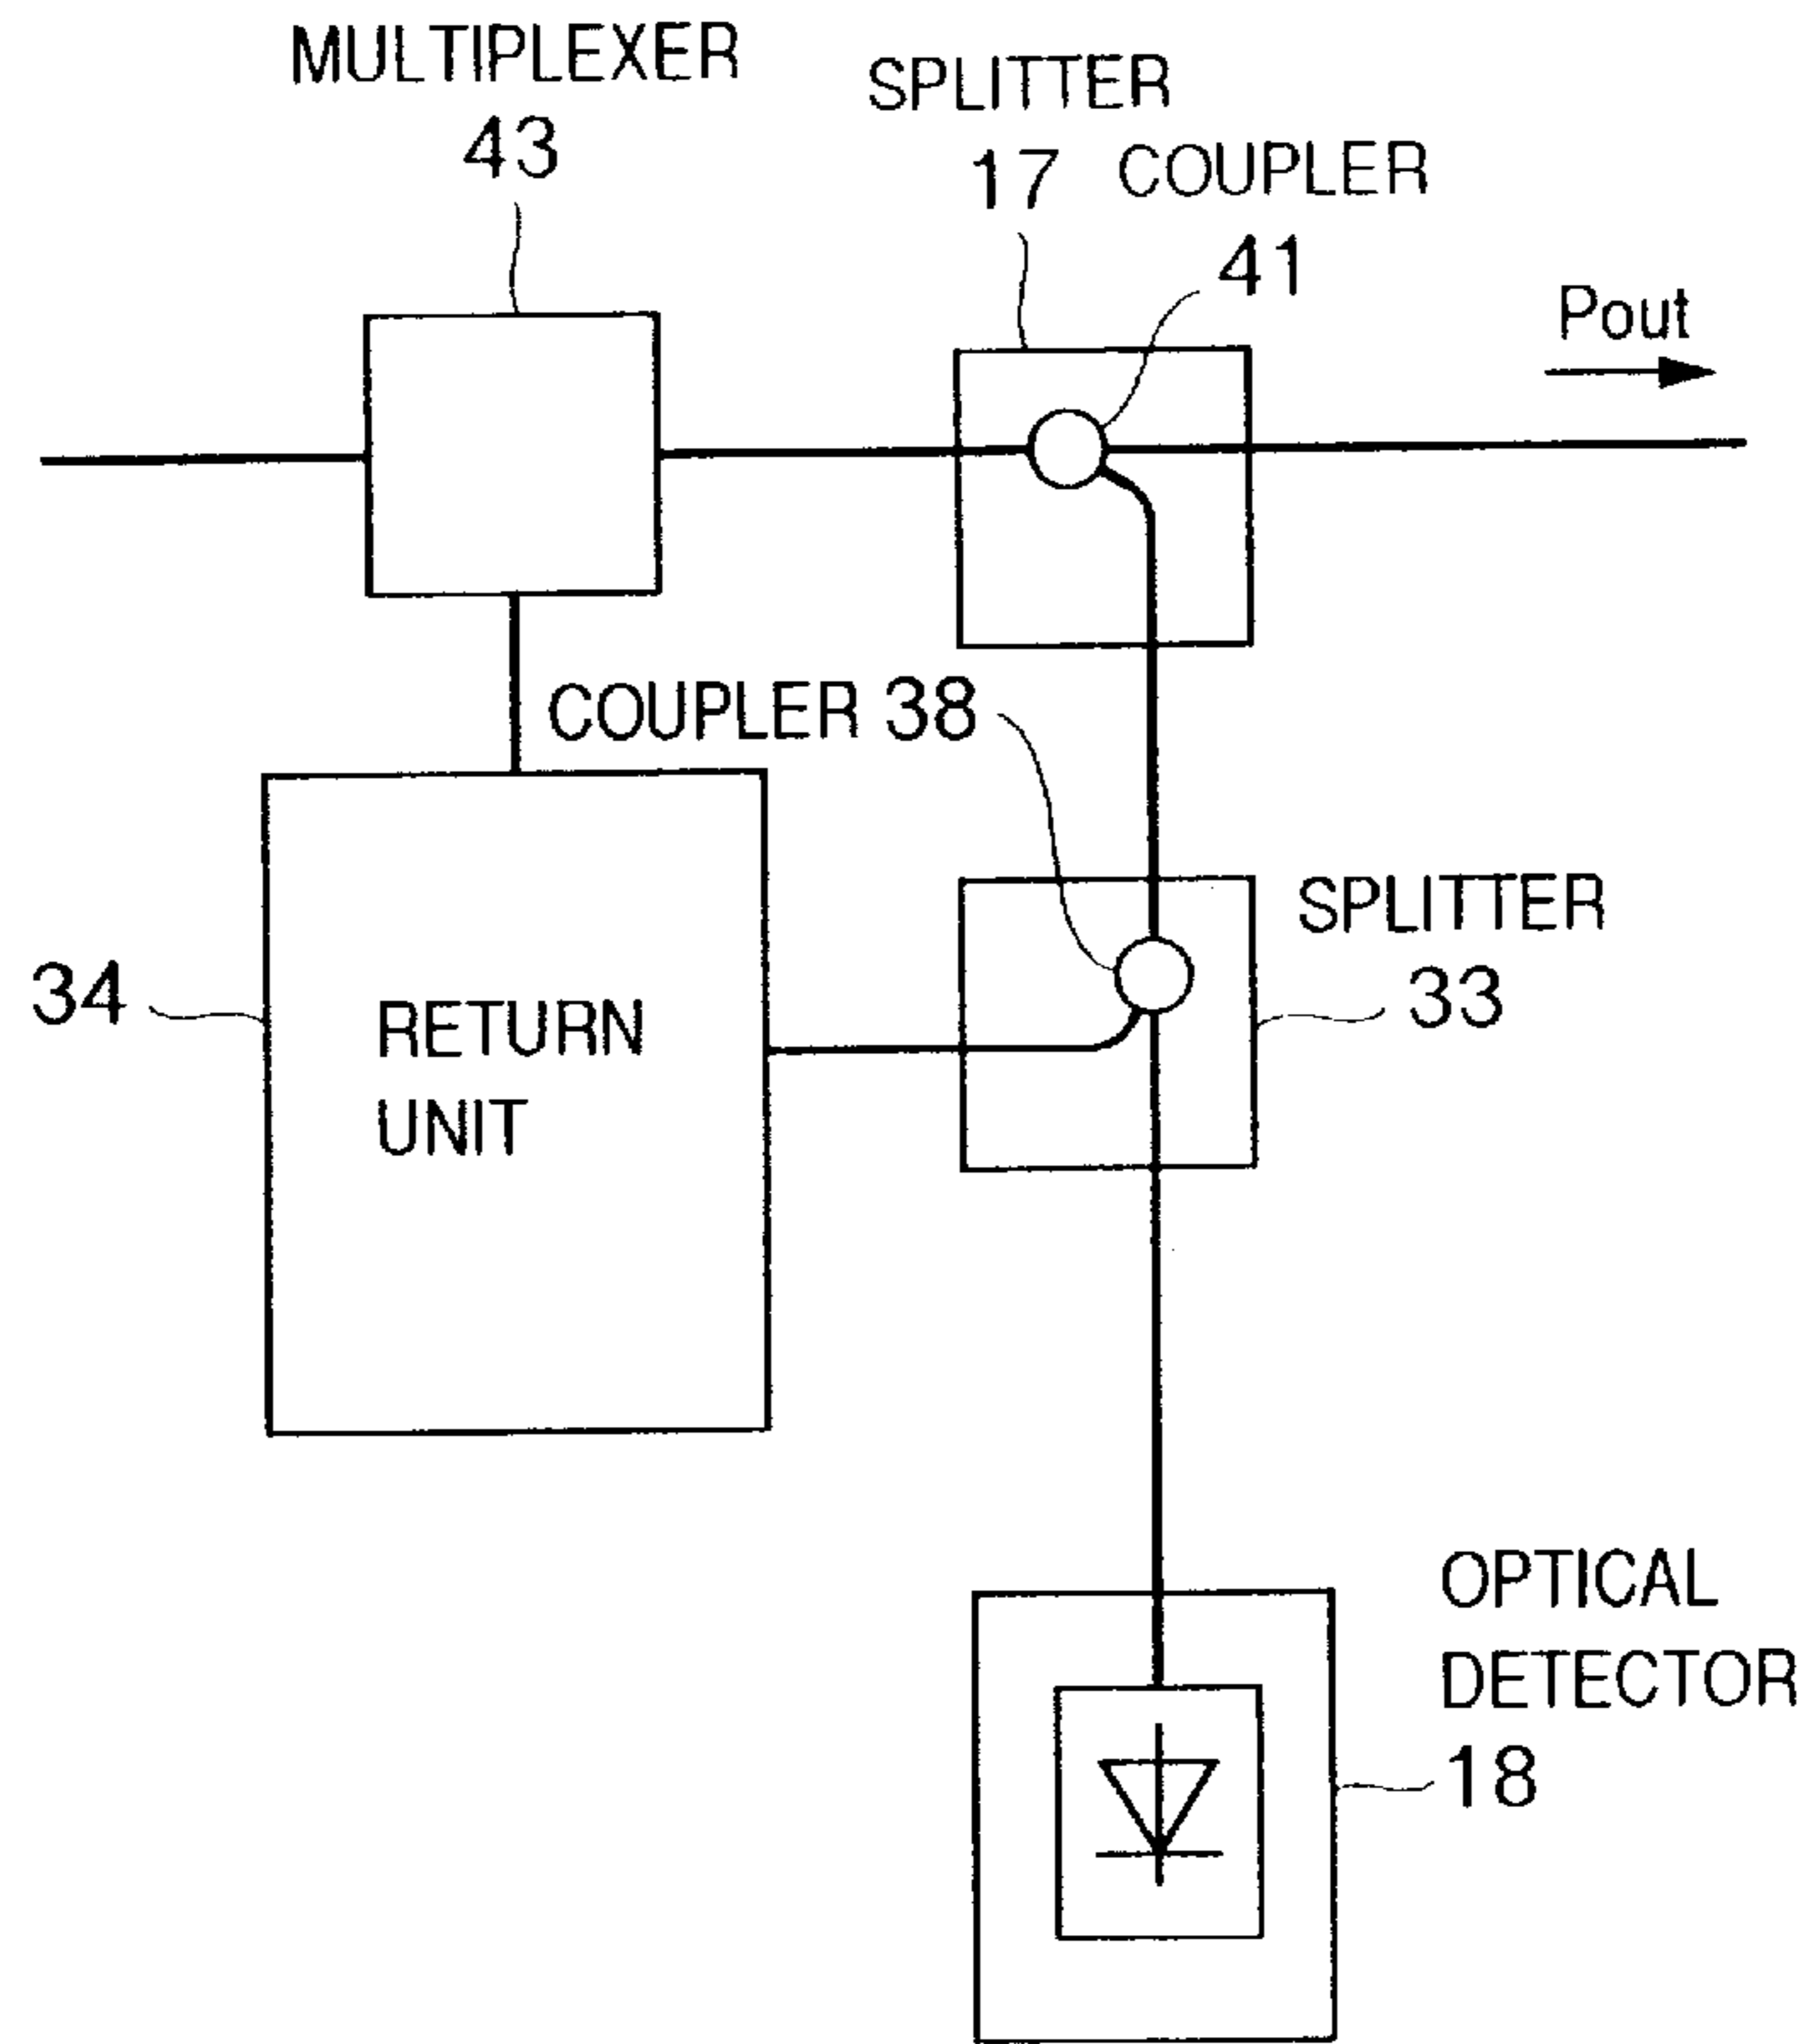 MULTIPLEXER
43
SPLITTER
17
COUPLER
41
Pout
COUPLER 38
SPLITTER
33
34
RETURN
UNIT
OPTICAL
DETECTOR
18